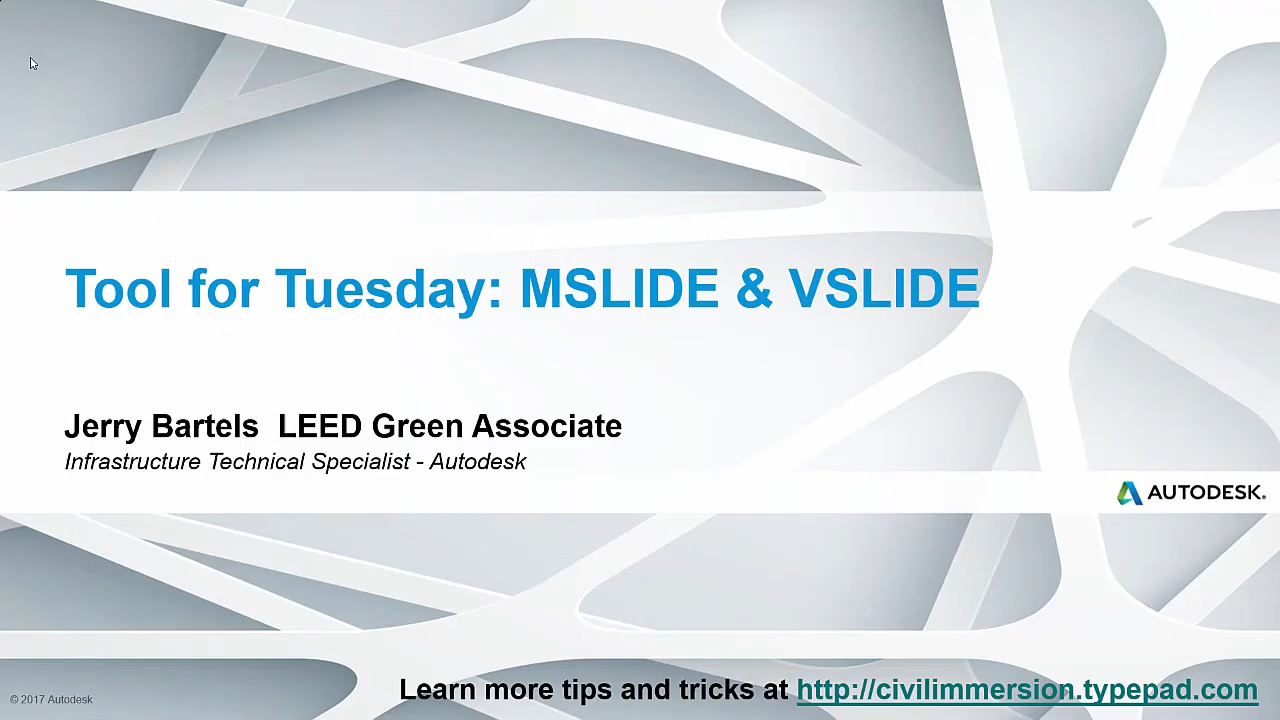 Tool for Tuesday: MSLIDE & VSLIDE
Jerry Bartels  LEED Green Associate
Infrastructure Technical Specialist - Autodesk
AUTODESK®
Learn more tips and tricks at http://civilimmersion.typepad.com
© 2017 Autodesk